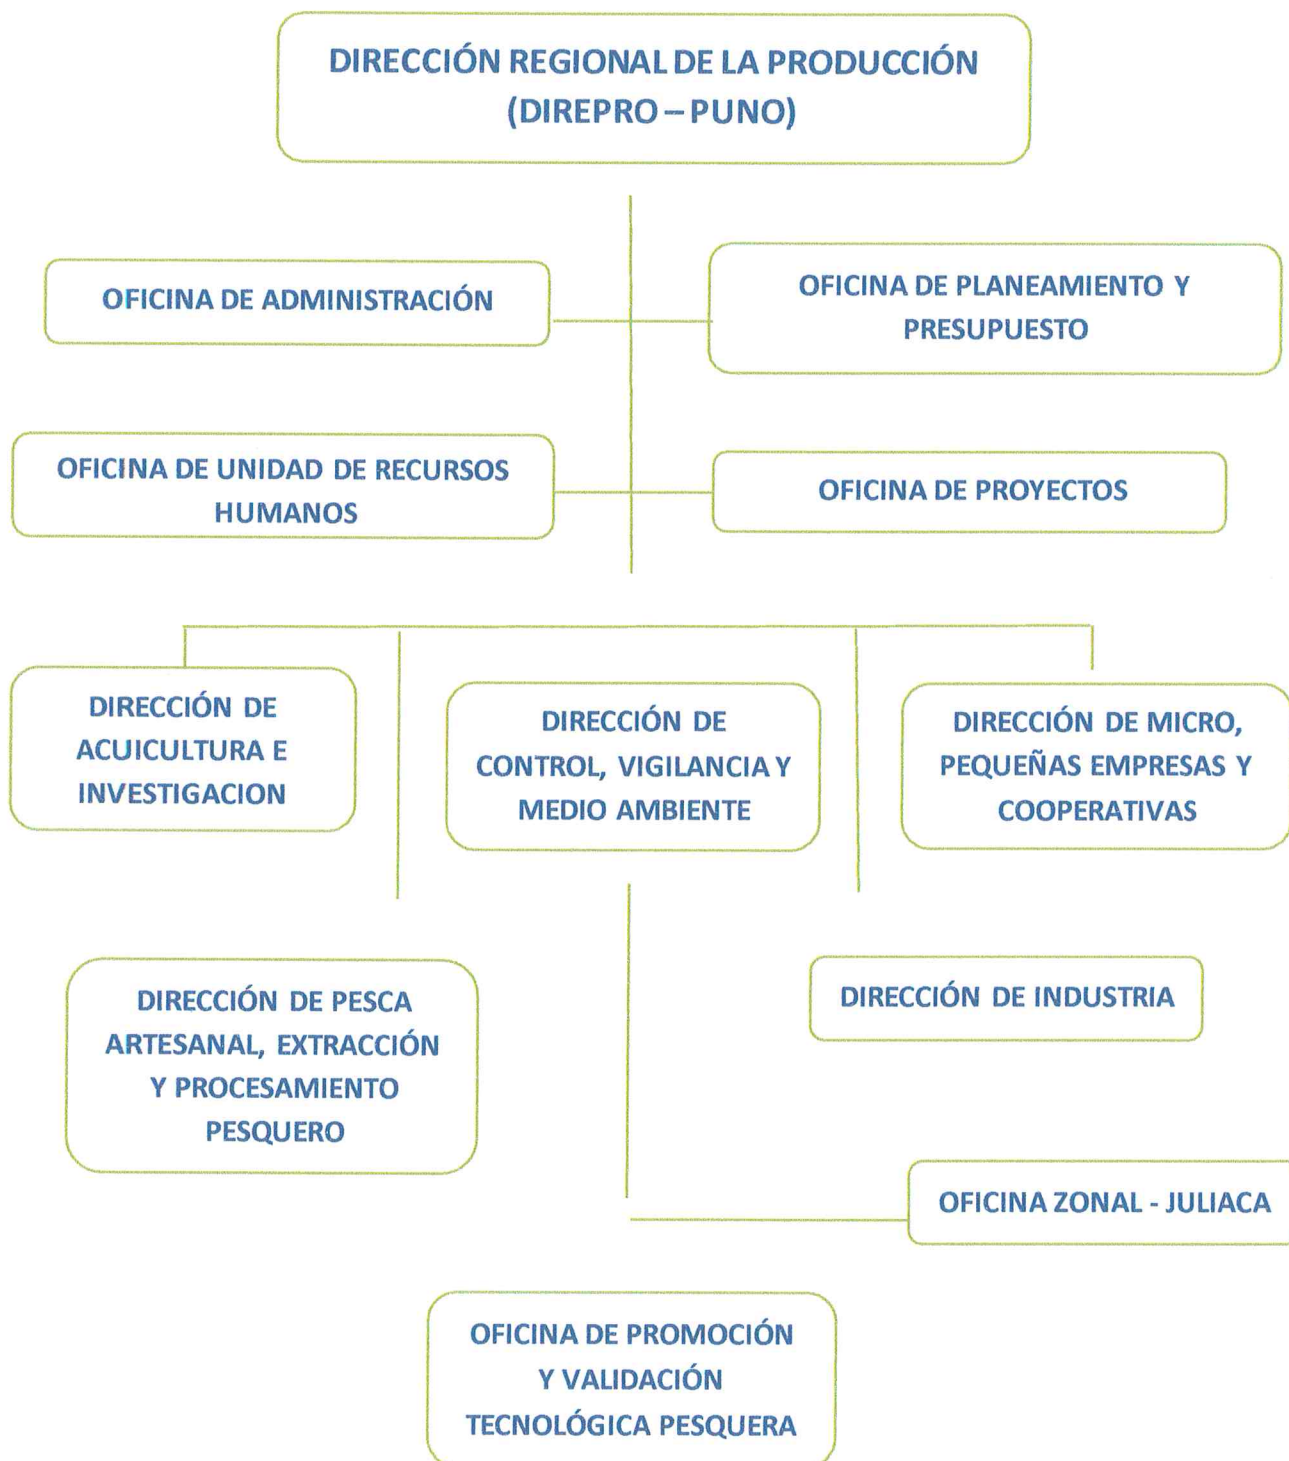 DIRECCIÓN REGIONAL DE LA PRODUCCIÓN
(DIREPRO – PUNO)
OFICINA DE ADMINISTRACIÓN
OFICINA DE PLANEAMIENTO Y
PRESUPUESTO
OFICINA DE UNIDAD DE RECURSOS
HUMANOS
OFICINA DE PROYECTOS
DIRECCIÓN DE
ACUICULTURA E
INVESTIGACION
DIRECCIÓN DE
CONTROL, VIGILANCIA Y
MEDIO AMBIENTE
DIRECCIÓN DE MICRO,
PEQUEÑAS EMPRESAS Y
COOPERATIVAS
DIRECCIÓN DE PESCA
ARTESANAL, EXTRACCIÓN
Y PROCESAMIENTO
PESQUERO
DIRECCIÓN DE INDUSTRIA
OFICINA ZONAL - JULIACA
OFICINA DE PROMOCIÓN
Y VALIDACIÓN
TECNOLÓGICA PESQUERA